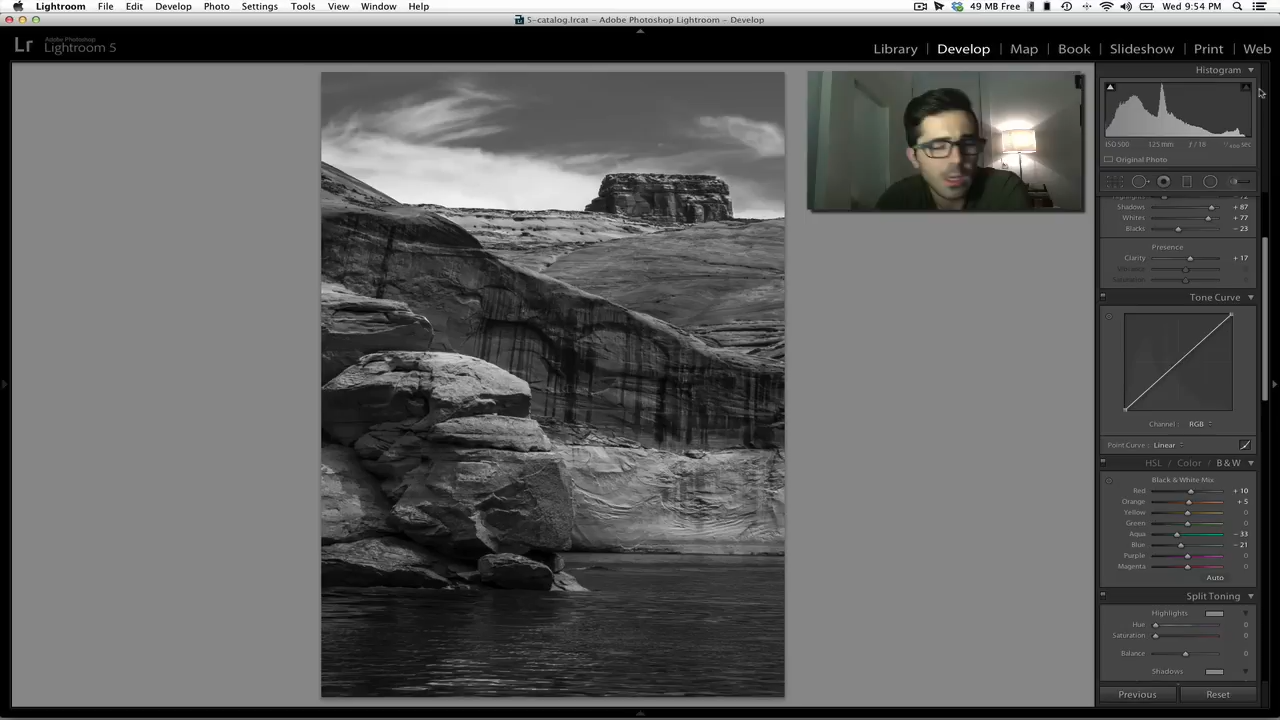 Lightroom File Edit Develop Photo Settings Tools View Window Help 49 MB Free Wed 9:54 PM
5-catalog.lrcat – Adobe Photoshop Lightroom – Develop
Lr Adobe Photoshop Lightroom 5
Library | Develop | Map | Book | Slideshow | Print | Web
Histogram
ISO 500 125 mm f / 18
Original Photo
Shadows + 87
Whites + 77
Blacks – 23
Presence
Clarity + 17
Saturation
Tone Curve
Channel : RGB
Point Curve : Linear
HSL / Color / B&W
Black & White Mix
Red + 10
Orange + 5
Yellow 0
Green 0
Aqua – 33
Blue – 21
Purple 0
Magenta 0
Auto
Split Toning
Highlights
Hue 0
Saturation 0
Balance 0
Shadows
Previous Reset